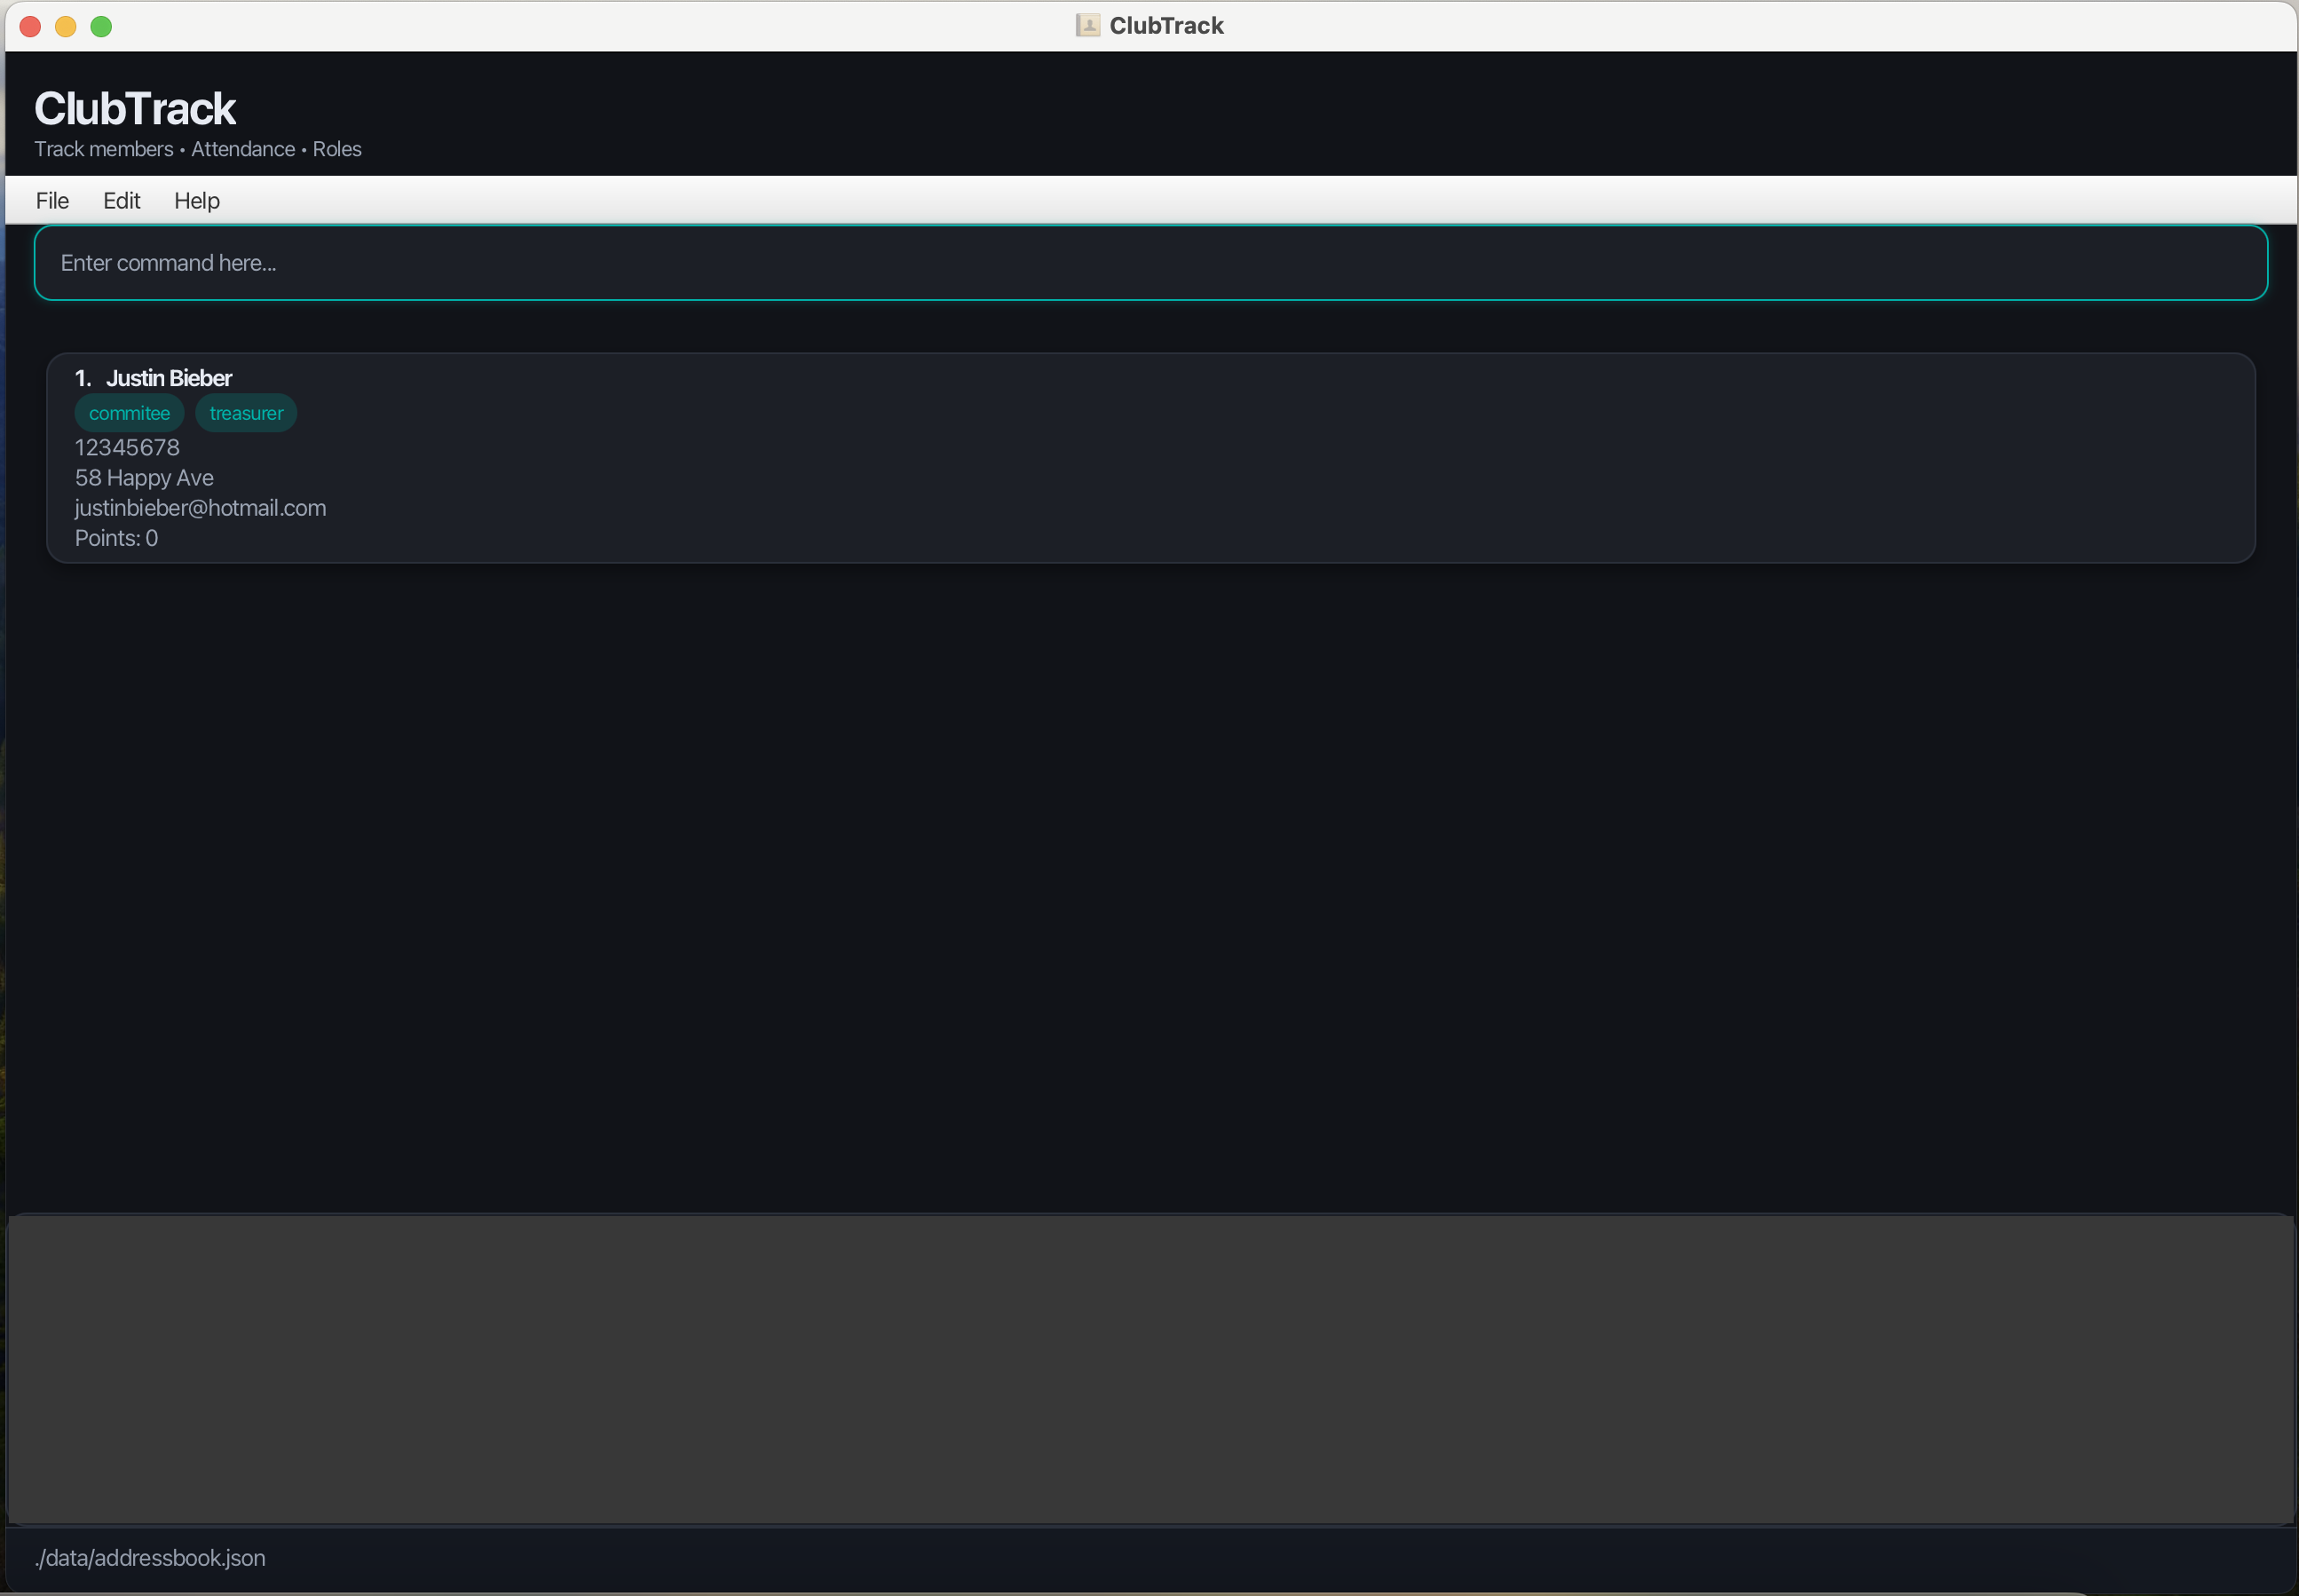 ClubTrack
ClubTrack
Track members • Attendance • Roles
File Edit Help
Enter command here...
1. Justin Bieber
commitee treasurer
12345678
58 Happy Ave
justinbieber@hotmail.com
Points: 0
./data/addressbook.json